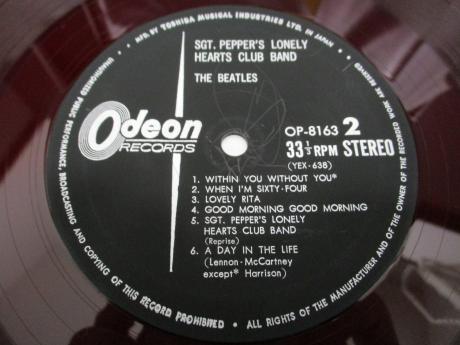 MFG. BY TOSHIBA MUSICAL INDUSTRIES LTD. IN JAPAN
SGT. PEPPER'S LONELY
HEARTS CLUB BAND
THE BEATLES
Odeon
RECORDS
OP-8163 2
33⅓ RPM STEREO
(YEX-638)
1. WITHIN YOU WITHOUT YOU*
2. WHEN I'M SIXTY-FOUR
3. LOVELY RITA
4. GOOD MORNING GOOD MORNING
5. SGT. PEPPER'S LONELY
HEARTS CLUB BAND
(Reprise)
6. A DAY IN THE LIFE
(Lennon-McCartney
except* Harrison)
UNAUTHORIZED PUBLIC PERFORMANCE, BROADCASTING AND COPYING OF THIS RECORD PROHIBITED • ALL RIGHTS OF THE MANUFACTURER AND OF THE OWNER OF THE RECORDED WORK ARE RESERVED